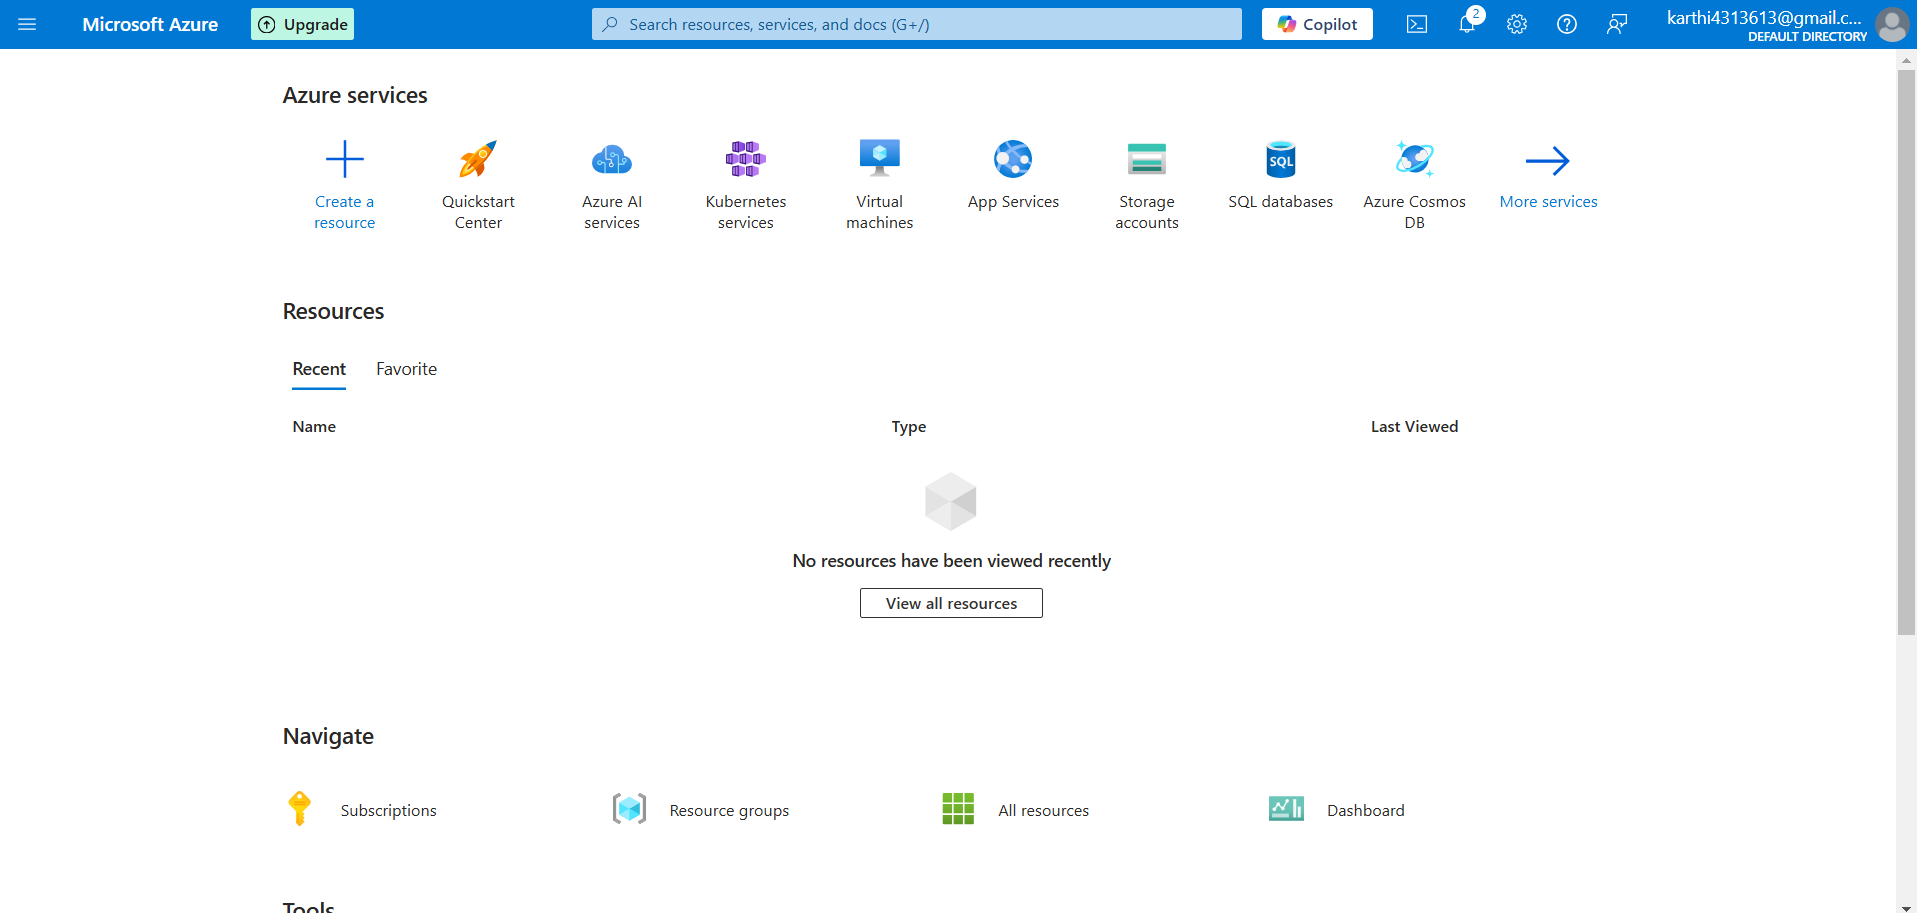 Microsoft Azure
Upgrade
Search resources, services, and docs (G+/)
Copilot
2
karthi4313613@gmail.c...
DEFAULT DIRECTORY
Azure services
Create a
resource
Quickstart
Center
Azure AI
services
Kubernetes
services
Virtual
machines
App Services
Storage
accounts
SQL
SQL databases
Azure Cosmos
DB
More services
Resources
Recent
Favorite
Name
Type
Last Viewed
No resources have been viewed recently
View all resources
Navigate
Subscriptions
Resource groups
All resources
Dashboard
Tools